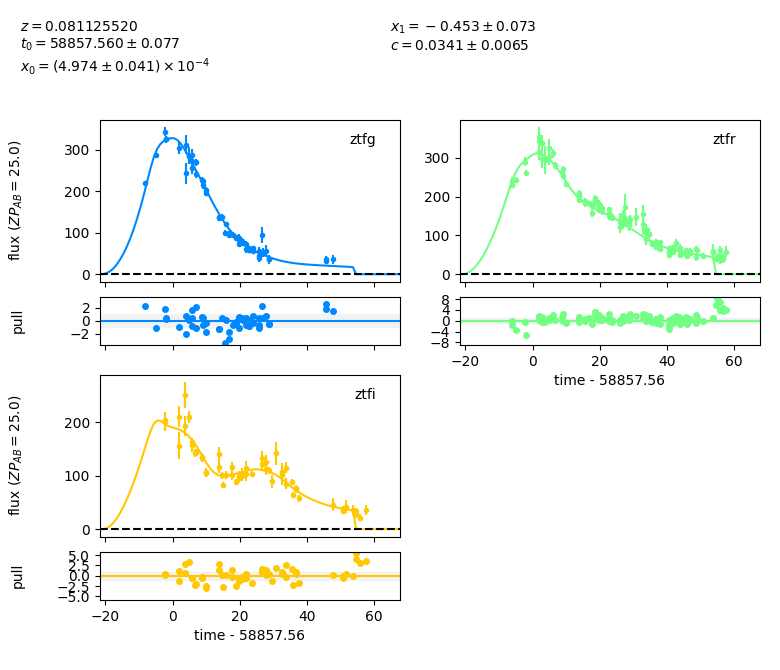 z = 0.081125520
t₀ = 58857.560 ± 0.077
x₀ = (4.974 ± 0.041) × 10⁻⁴
x₁ = −0.453 ± 0.073
c = 0.0341 ± 0.0065
flux (ZP_AB = 25.0)
300
200
100
0
ztfg
300
200
100
0
ztfr
pull
2
0
−2
8
4
0
−4
−8
−20 0 20 40 60
time - 58857.56
flux (ZP_AB = 25.0)
200
100
0
ztfi
pull
5.0
2.5
0.0
−2.5
−5.0
−20 0 20 40 60
time - 58857.56